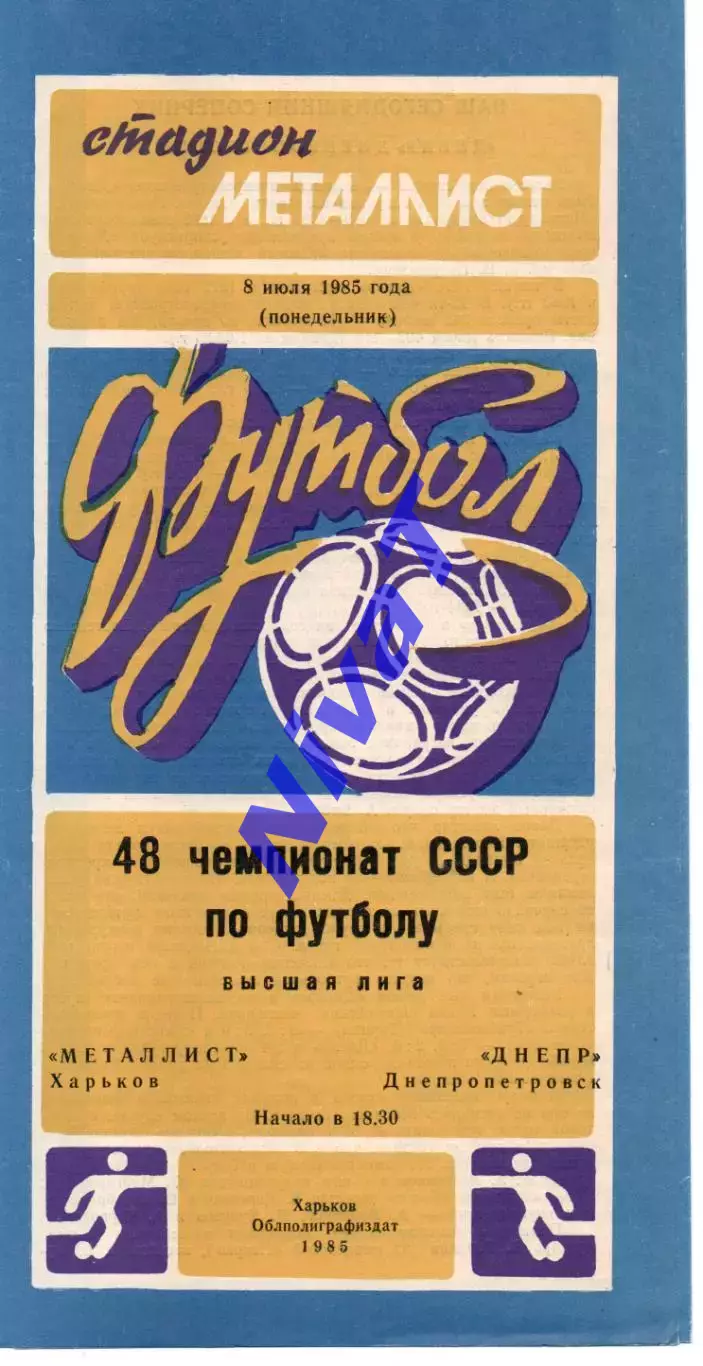 стадион
МЕТАЛЛИСТ
8 июля 1985 года
(понедельник)
Футбол
NivaT
48 чемпионат СССР
по футболу
высшая лига
«МЕТАЛЛИСТ» «ДНЕПР»
Харьков Днепропетровск
Начало в 18.30
Харьков
Облполиграфиздат
1985